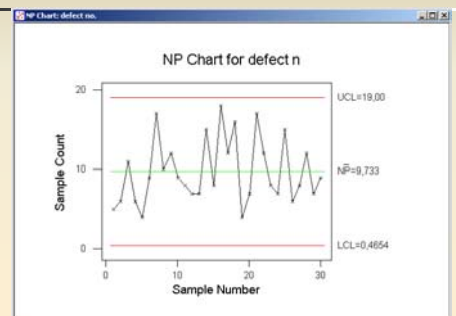 NP Chart: defect no.
NP Chart for defect n
20
10
0
Sample Count
UCL=19,00
NP=9,733
LCL=0,4654
0
10
20
30
Sample Number